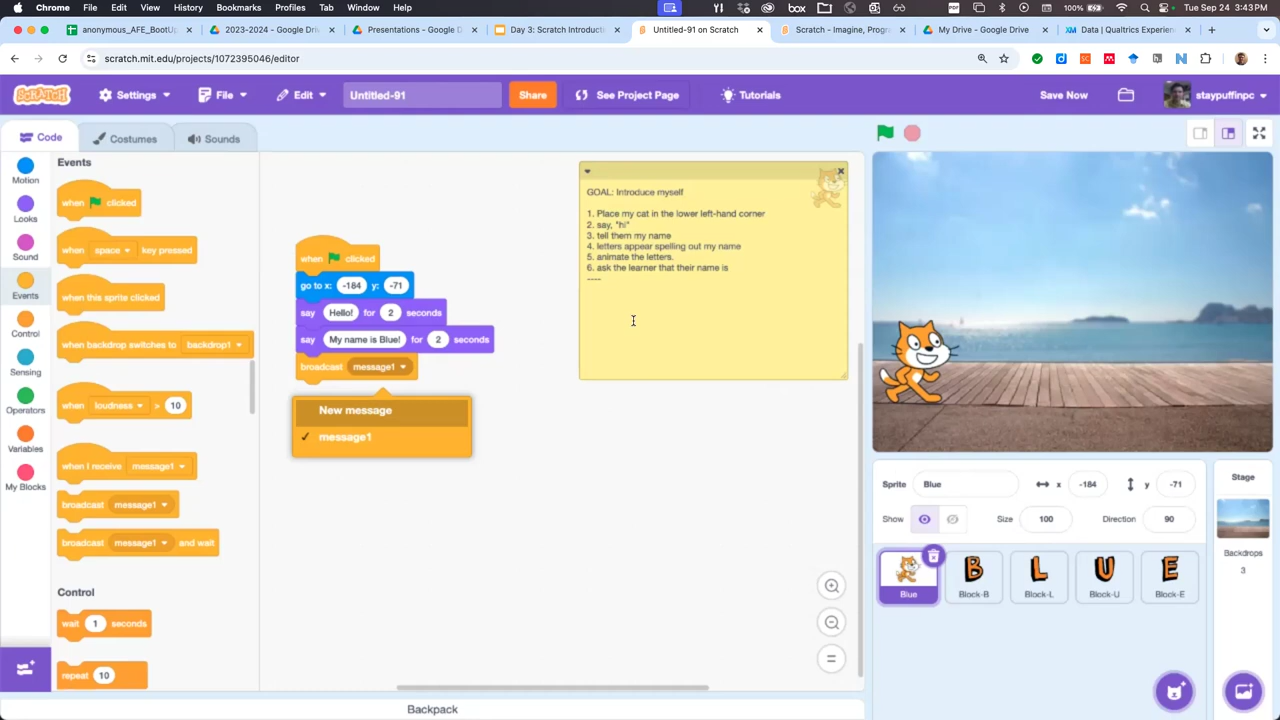 Chrome File Edit View History Bookmarks Profiles Tab Window Help 100% Tue Sep 24 2:43 PM
anonymous_AFE_BootU
2023-2024 - Google Dri
Presentations - Google D
Day 3: Scratch Introducti
Untitled-91 on Scratch
Scratch - Imagine, Progr
My Drive - Google Drive
Data | Qualtrics Experien
scratch.mit.edu/projects/1072395046/editor
SCRATCH Settings File Edit Untitled-91 Share See Project Page Tutorials Save Now staypuffinpc
Code Costumes Sounds
Motion
Looks
Sound
Events
Control
Sensing
Operators
Variables
My Blocks
Events
when clicked
when space key pressed
when this sprite clicked
when backdrop switches to backdrop1
when loudness > 10
when I receive message1
broadcast message1
broadcast message1 and wait
Control
wait 1 seconds
repeat 10
when clicked
go to x: -184 y: -71
say Hello! for 2 seconds
say My name is Blue! for 2 seconds
broadcast message1
New message
✓ message1
GOAL: Introduce myself
1. Place my cat in the lower left-hand corner
2. say, "hi"
3. tell them my name
4. letters appear spelling out my name
5. animate the letters.
6. ask the learner that their name is
----
Sprite Blue x -184 y -71
Show Size 100 Direction 90
Blue
B
Block-B
L
Block-L
U
Block-U
E
Block-E
Stage
Backdrops
3
Backpack